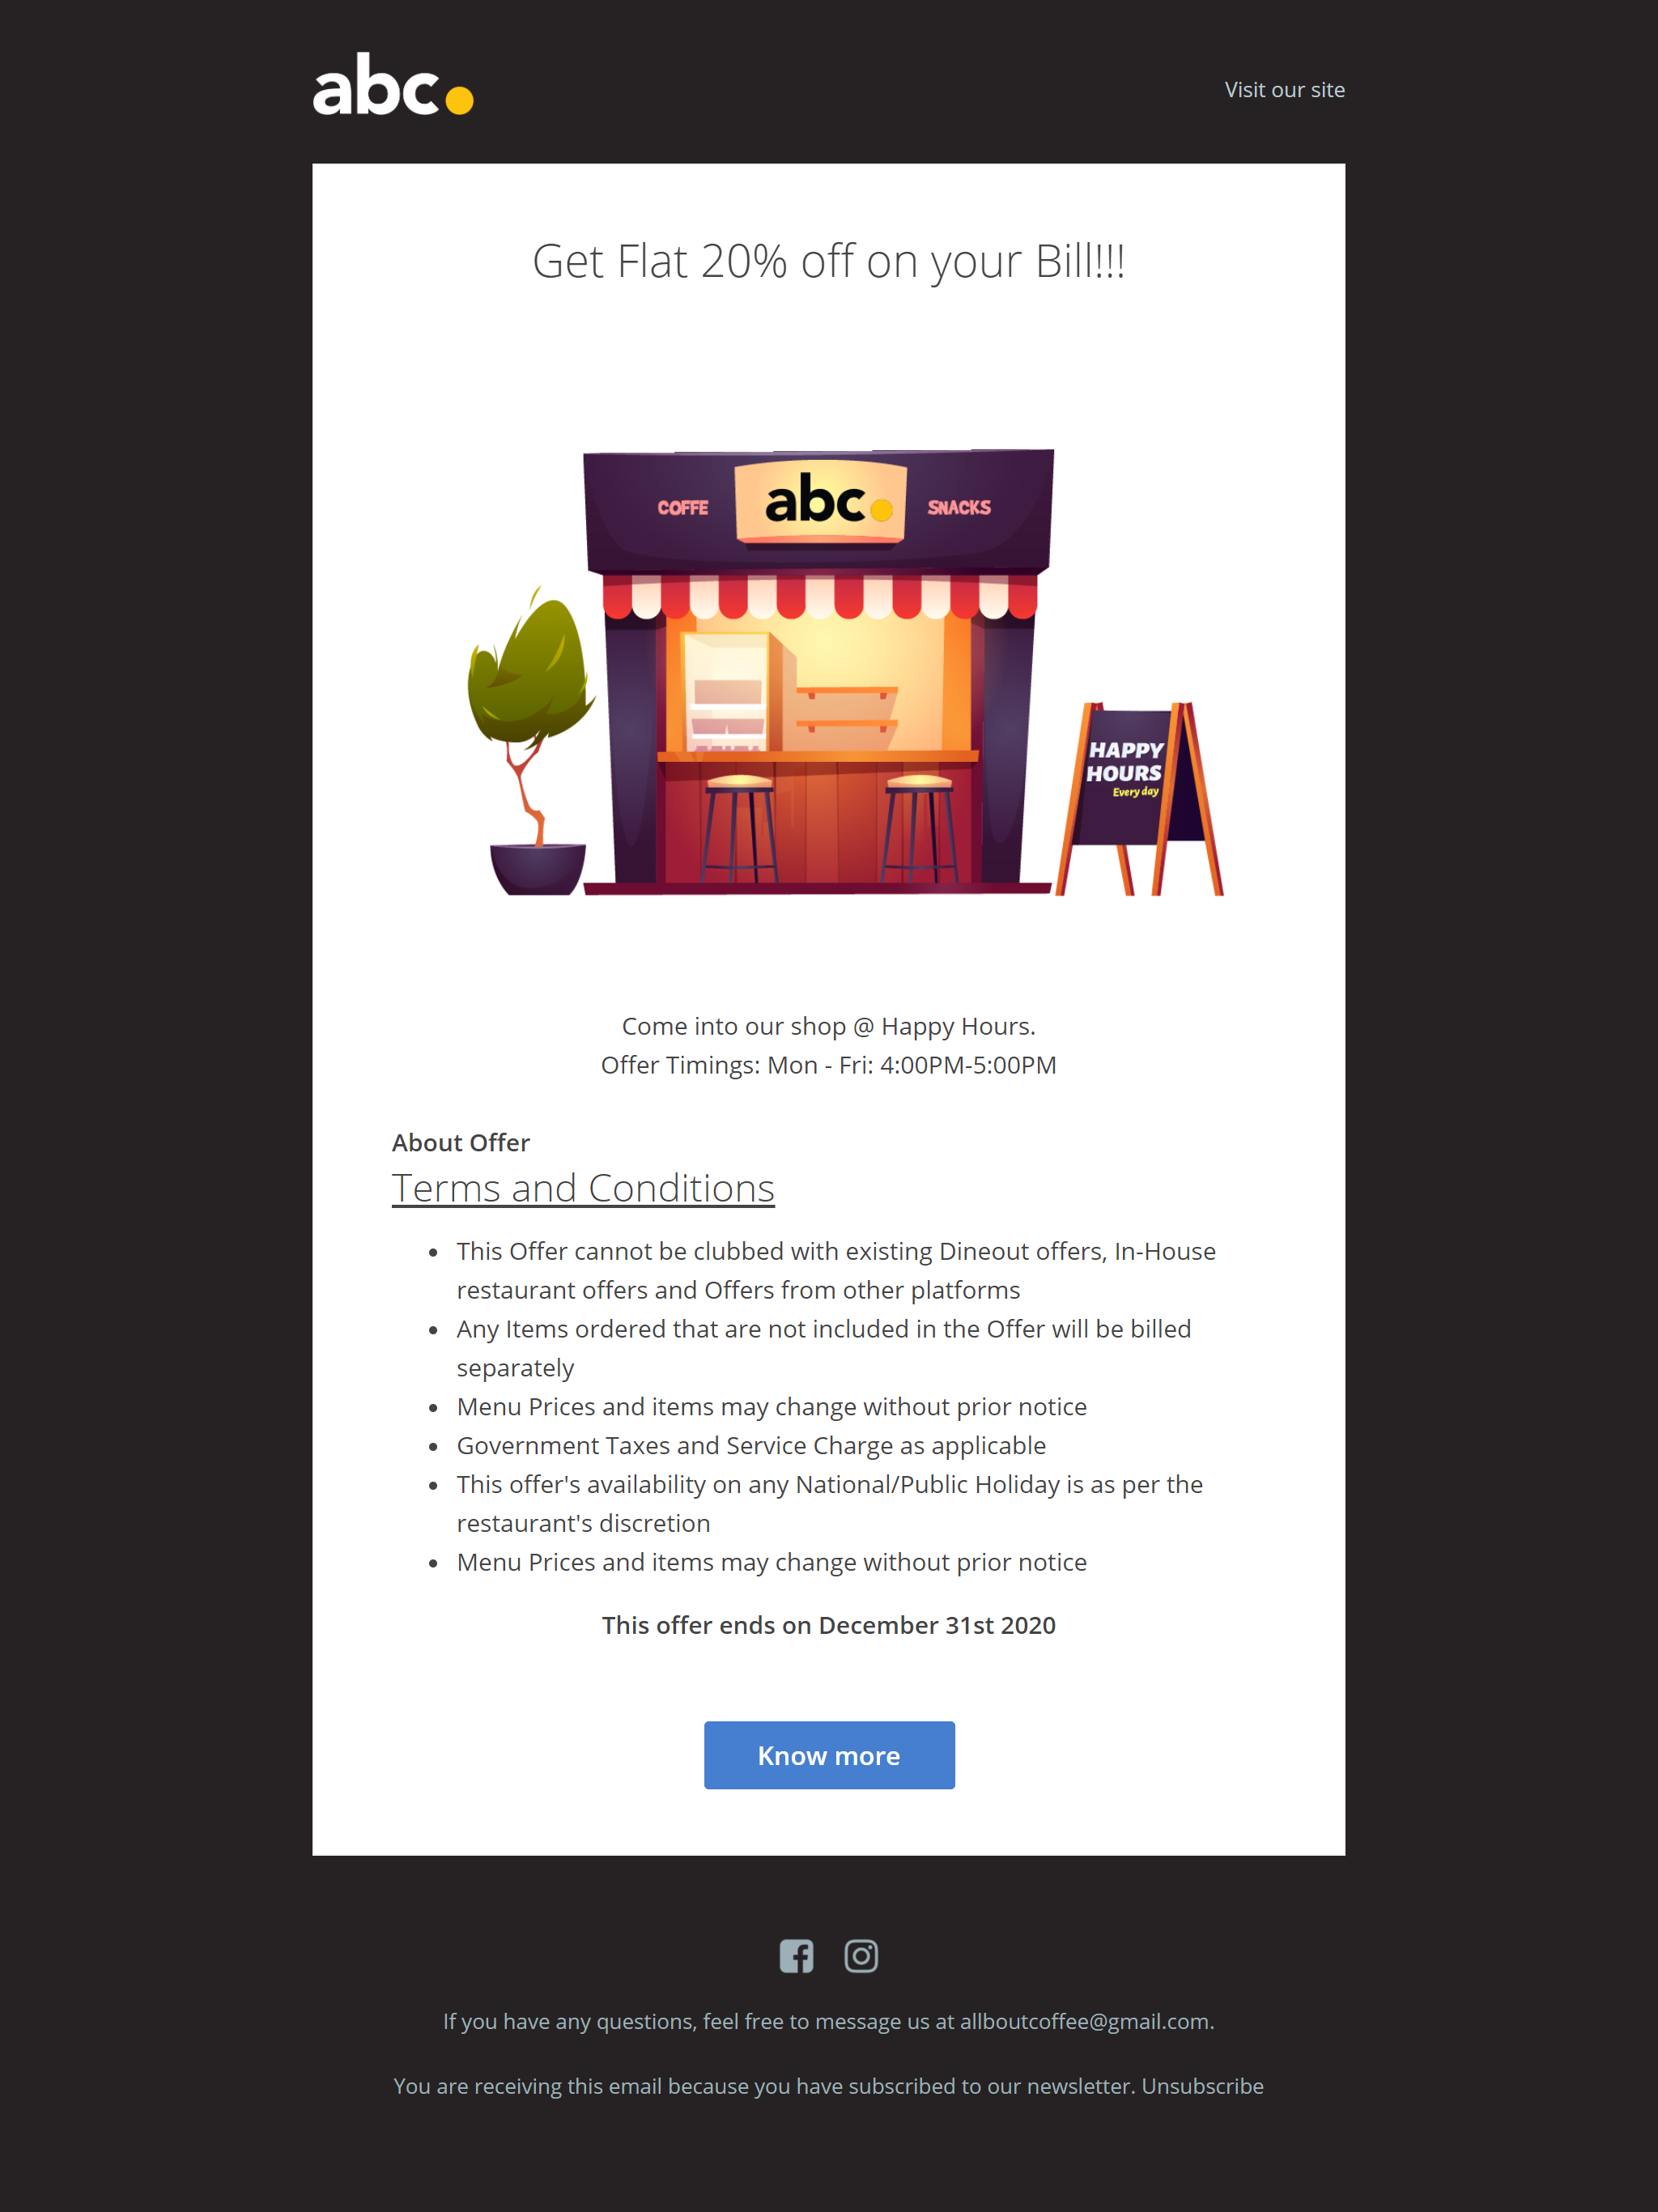 abc.
Visit our site
Get Flat 20% off on your Bill!!!
COFFE
abc.
SNACKS
HAPPY
HOURS
Every day
Come into our shop @ Happy Hours.
Offer Timings: Mon - Fri: 4:00PM-5:00PM
About Offer
Terms and Conditions
• This Offer cannot be clubbed with existing Dineout offers, In-House
restaurant offers and Offers from other platforms
• Any Items ordered that are not included in the Offer will be billed
separately
• Menu Prices and items may change without prior notice
• Government Taxes and Service Charge as applicable
• This offer's availability on any National/Public Holiday is as per the
restaurant's discretion
• Menu Prices and items may change without prior notice
This offer ends on December 31st 2020
Know more
If you have any questions, feel free to message us at allboutcoffee@gmail.com.
You are receiving this email because you have subscribed to our newsletter. Unsubscribe